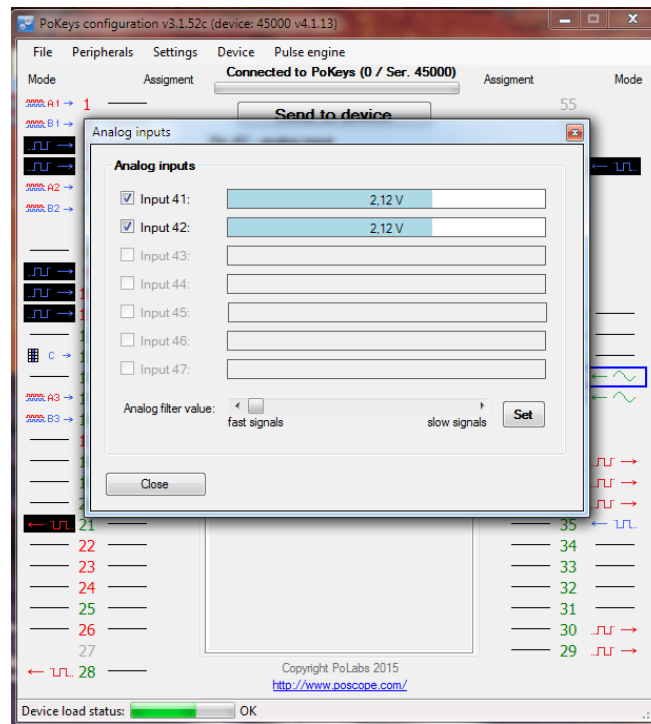 PoKeys configuration v3.1.52c (device: 45000 v4.1.13)
File Peripherals Settings Device Pulse engine
Mode Assigment Connected to PoKeys (0 / Ser. 45000) Assigment Mode
A1 1 55
B1 Send to device
Analog inputs
Analog inputs
A2 Input 41: 2,12 V
B2 Input 42: 2,12 V
Input 43:
Input 44:
Input 45:
Input 46:
C Input 47:
A3 Analog filter value: Set
B3 fast signals slow signals
Close
21 35
22 34
23 33
24 32
25 31
26 30
27 29
28 Copyright PoLabs 2015
http://www.poscope.com/
Device load status: OK